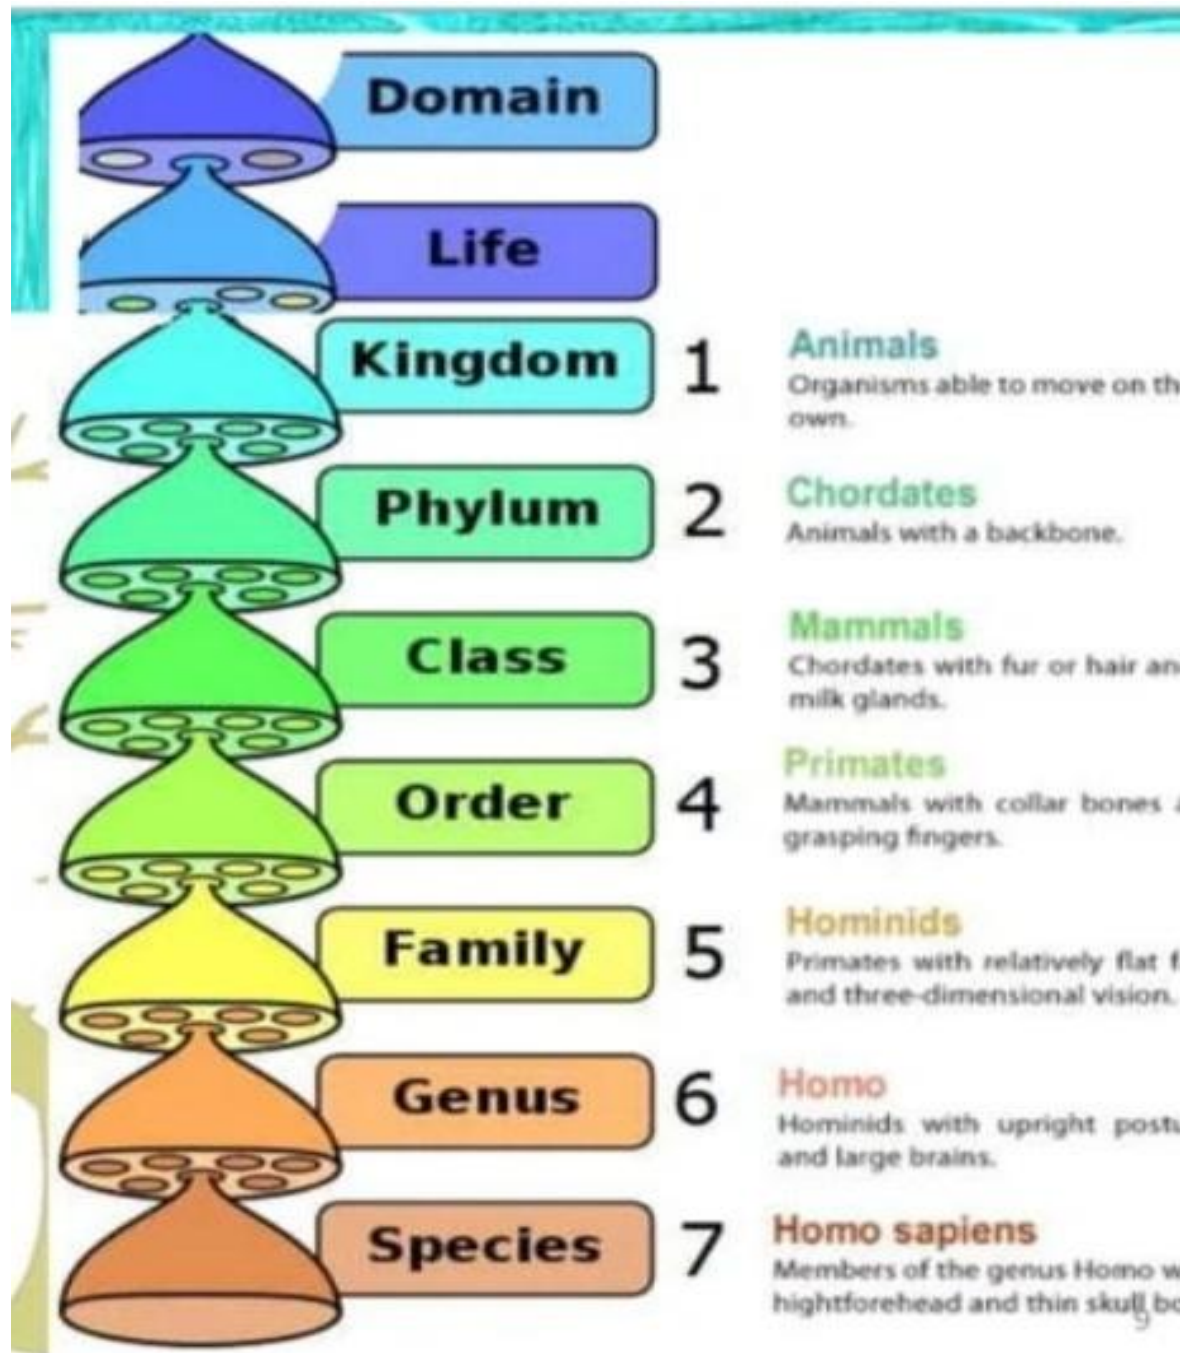 Domain
Life
Kingdom
1
Animals
Organisms able to move on th
own.
Phylum
2
Chordates
Animals with a backbone.
Class
3
Mammals
Chordates with fur or hair an
milk glands.
Order
4
Primates
Mammals with collar bones a
grasping fingers.
Family
5
Hominids
Primates with relatively flat f
and three-dimensional vision.
Genus
6
Homo
Hominids with upright postu
and large brains.
Species
7
Homo sapiens
Members of the genus Homo w
hightforehead and thin skull bo
9